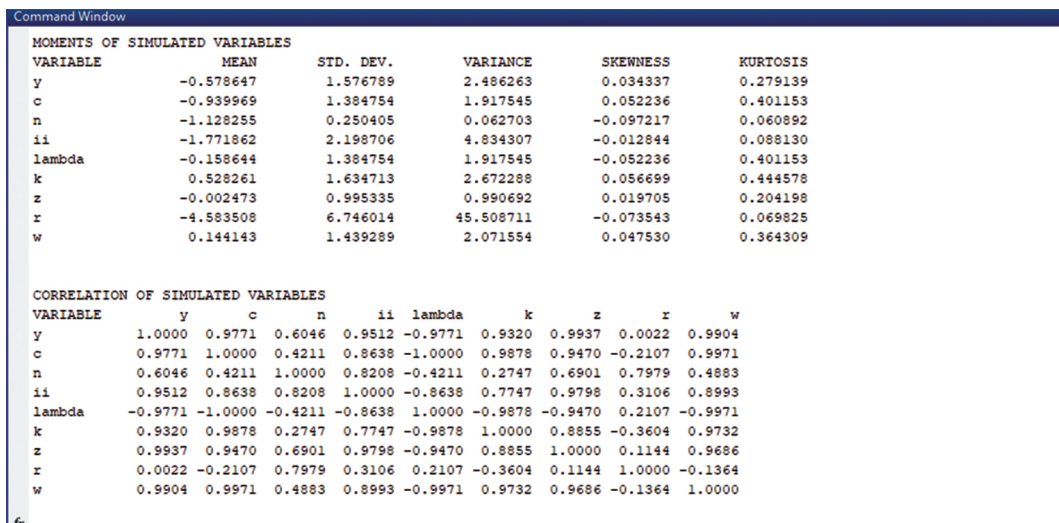 Command Window
MOMENTS OF SIMULATED VARIABLES
VARIABLE MEAN STD. DEV. VARIANCE SKEWNESS KURTOSIS
y -0.578647 1.576789 2.486263 0.034337 0.279139
c -0.939969 1.384754 1.917545 0.052236 0.401153
n -1.128255 0.250405 0.062703 -0.097217 0.060892
ii -1.771862 2.198706 4.834307 -0.012844 0.088130
lambda -0.158644 1.384754 1.917545 -0.052236 0.401153
k 0.528261 1.634713 2.672288 0.056699 0.444578
z -0.002473 0.995335 0.990692 0.019705 0.204198
r -4.583508 6.746014 45.508711 -0.073543 0.069825
w 0.144143 1.439289 2.071554 0.047530 0.364309
CORRELATION OF SIMULATED VARIABLES
VARIABLE y c n ii lambda k z r w
y 1.0000 0.9771 0.6046 0.9512 -0.9771 0.9320 0.9937 0.0022 0.9904
c 0.9771 1.0000 0.4211 0.8638 -1.0000 0.9878 0.9470 -0.2107 0.9971
n 0.6046 0.4211 1.0000 0.8208 -0.4211 0.2747 0.6901 0.7979 0.4883
ii 0.9512 0.8638 0.8208 1.0000 -0.8638 0.7747 0.9798 0.3106 0.8993
lambda -0.9771 -1.0000 -0.4211 -0.8638 1.0000 -0.9878 -0.9470 0.2107 -0.9971
k 0.9320 0.9878 0.2747 0.7747 -0.9878 1.0000 0.8855 -0.3604 0.9732
z 0.9937 0.9470 0.6901 0.9798 -0.9470 0.8855 1.0000 0.1144 0.9686
r 0.0022 -0.2107 0.7979 0.3106 0.2107 -0.3604 0.1144 1.0000 -0.1364
w 0.9904 0.9971 0.4883 0.8993 -0.9971 0.9732 0.9686 -0.1364 1.0000